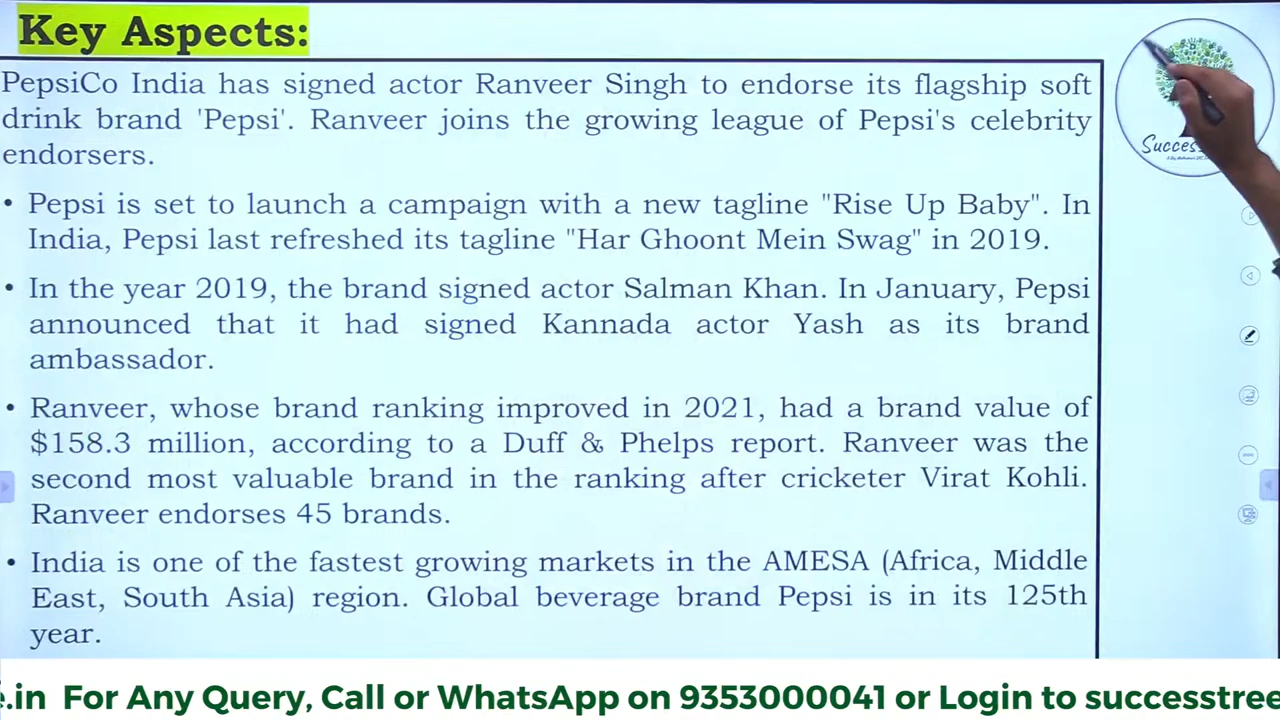 Key Aspects:
PepsiCo India has signed actor Ranveer Singh to endorse its flagship soft
drink brand 'Pepsi'. Ranveer joins the growing league of Pepsi's celebrity
endorsers.
• Pepsi is set to launch a campaign with a new tagline "Rise Up Baby". In
India, Pepsi last refreshed its tagline "Har Ghoont Mein Swag" in 2019.
• In the year 2019, the brand signed actor Salman Khan. In January, Pepsi
announced that it had signed Kannada actor Yash as its brand
ambassador.
• Ranveer, whose brand ranking improved in 2021, had a brand value of
$158.3 million, according to a Duff & Phelps report. Ranveer was the
second most valuable brand in the ranking after cricketer Virat Kohli.
Ranveer endorses 45 brands.
• India is one of the fastest growing markets in the AMESA (Africa, Middle
East, South Asia) region. Global beverage brand Pepsi is in its 125th
year.
.in For Any Query, Call or WhatsApp on 9353000041 or Login to successtree